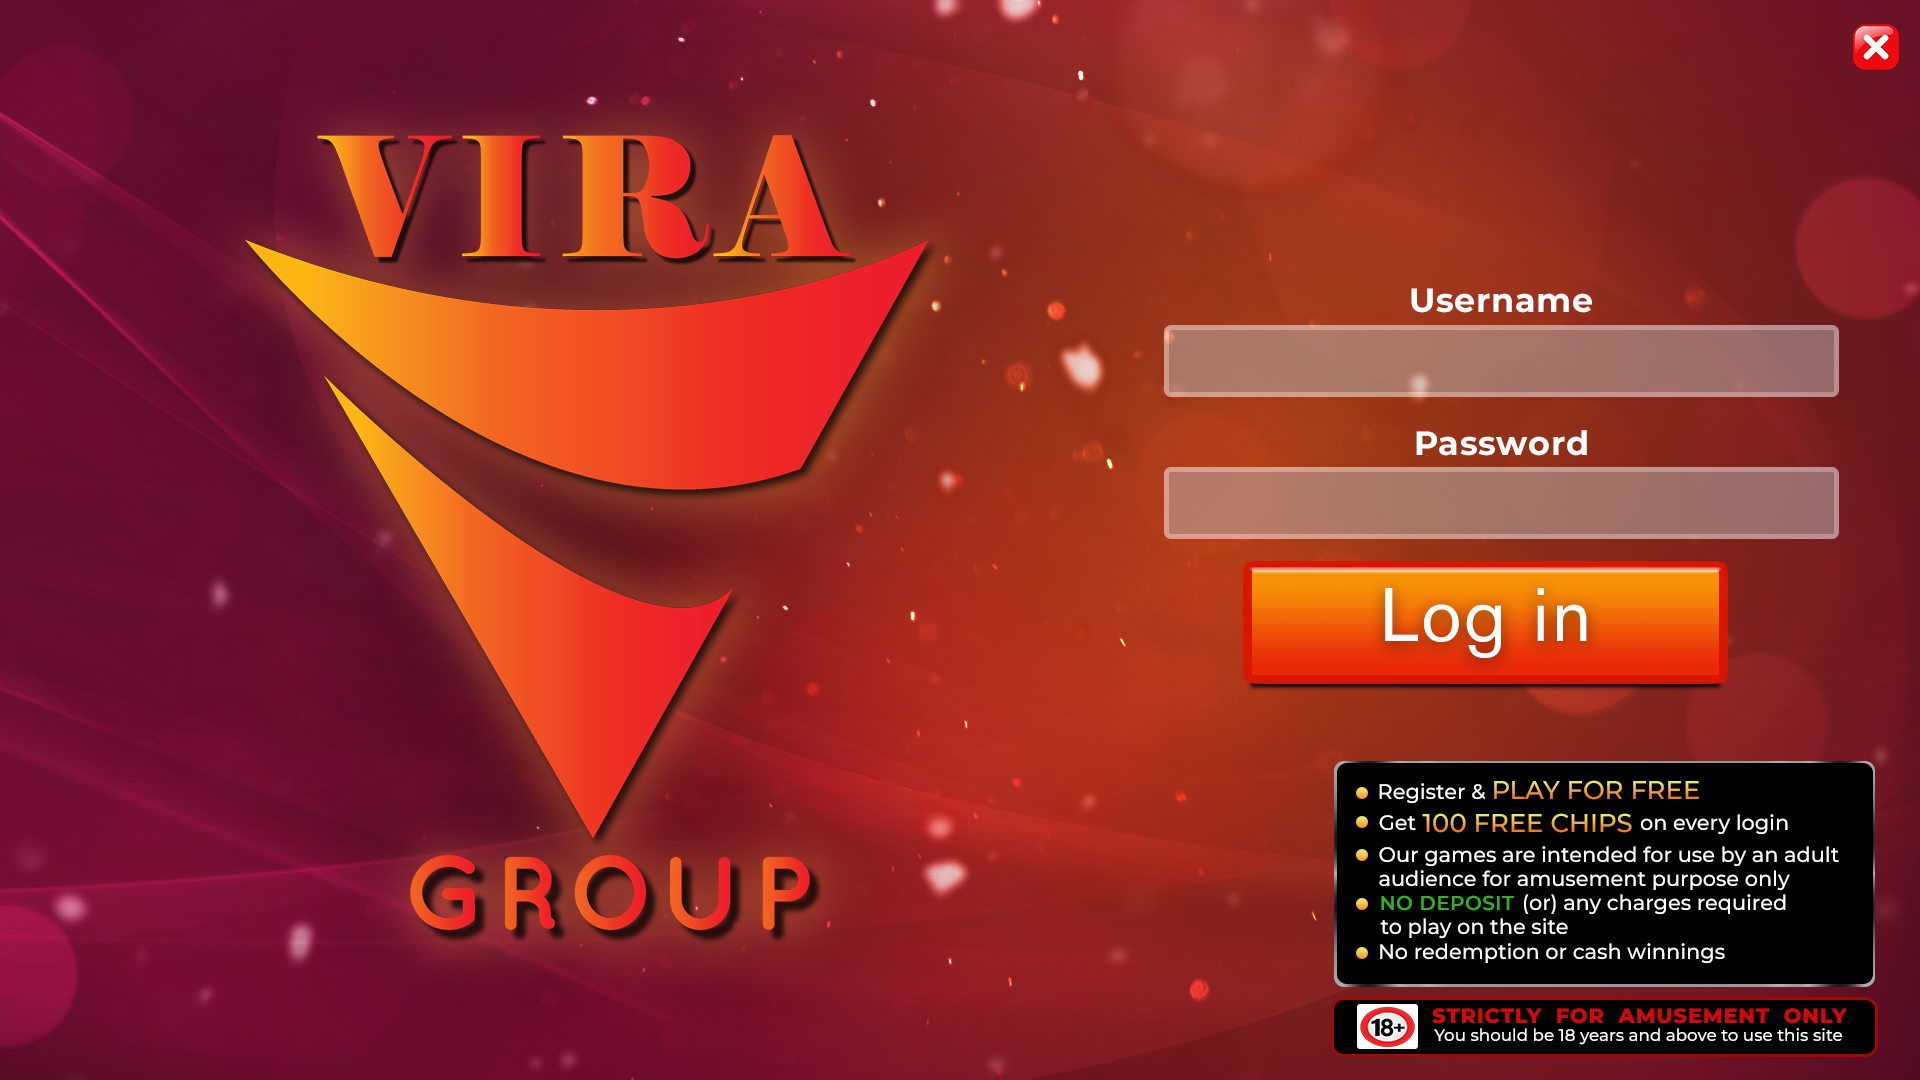 VIRA
GROUP
Username
Password
Log in
Register & PLAY FOR FREE
Get 100 FREE CHIPS on every login
Our games are intended for use by an adult
audience for amusement purpose only
NO DEPOSIT (or) any charges required
to play on the site
No redemption or cash winnings
18+
STRICTLY FOR AMUSEMENT ONLY
You should be 18 years and above to use this site